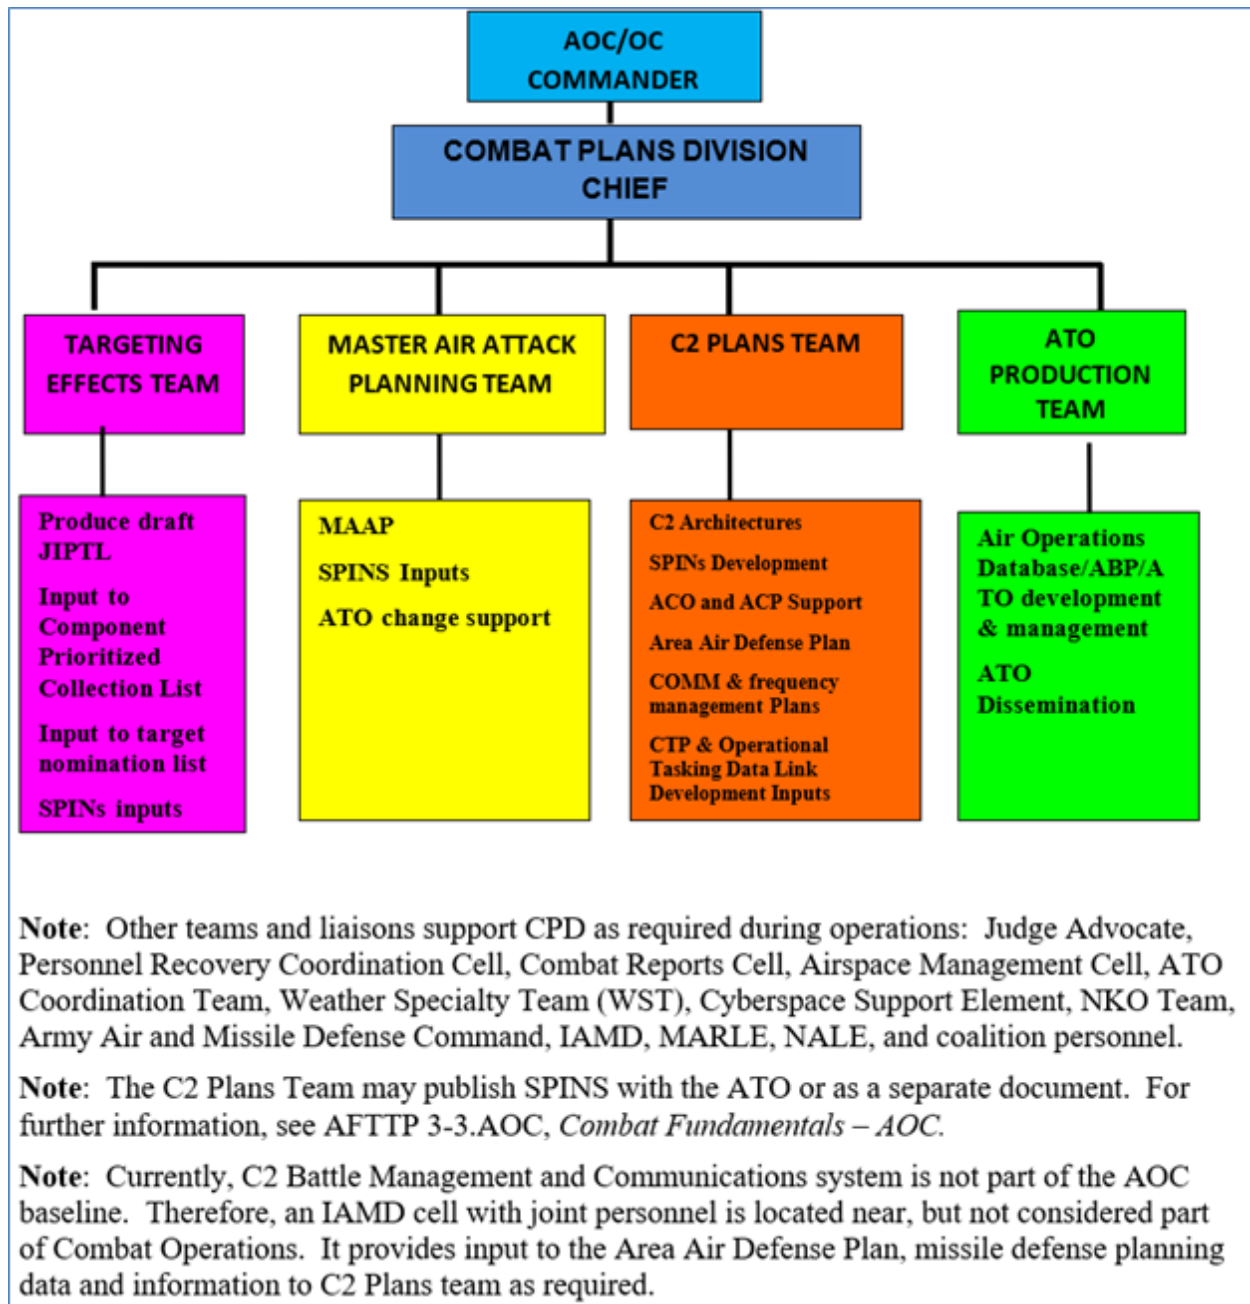 AOC/OC
COMMANDER
COMBAT PLANS DIVISION
CHIEF
TARGETING
EFFECTS TEAM
MASTER AIR ATTACK
PLANNING TEAM
C2 PLANS TEAM
ATO
PRODUCTION
TEAM
Produce draft
JIPTL
Input to
Component
Prioritized
Collection List
Input to target
nomination list
SPINs inputs
MAAP
SPINS Inputs
ATO change support
C2 Architectures
SPINs Development
ACO and ACP Support
Area Air Defense Plan
COMM & frequency
management Plans
CTP & Operational
Tasking Data Link
Development Inputs
Air Operations
Database/ABP/A
TO development
& management
ATO
Dissemination
Note:  Other teams and liaisons support CPD as required during operations:  Judge Advocate,
Personnel Recovery Coordination Cell, Combat Reports Cell, Airspace Management Cell, ATO
Coordination Team, Weather Specialty Team (WST), Cyberspace Support Element, NKO Team,
Army Air and Missile Defense Command, IAMD, MARLE, NALE, and coalition personnel.
Note:  The C2 Plans Team may publish SPINS with the ATO or as a separate document.  For
further information, see AFTTP 3-3.AOC, Combat Fundamentals – AOC.
Note:  Currently, C2 Battle Management and Communications system is not part of the AOC
baseline.  Therefore, an IAMD cell with joint personnel is located near, but not considered part
of Combat Operations.  It provides input to the Area Air Defense Plan, missile defense planning
data and information to C2 Plans team as required.